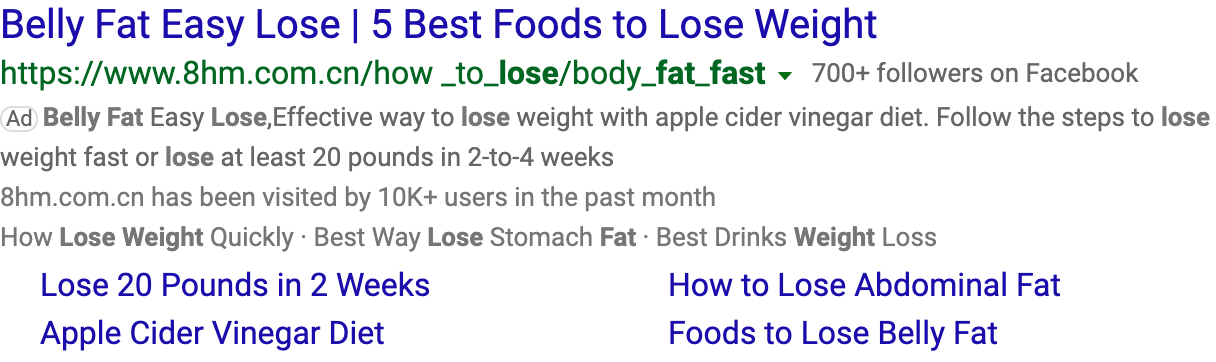 Belly Fat Easy Lose | 5 Best Foods to Lose Weight
https://www.8hm.com.cn/how _to_lose/body_fat_fast 700+ followers on Facebook
Ad Belly Fat Easy Lose,Effective way to lose weight with apple cider vinegar diet. Follow the steps to lose
weight fast or lose at least 20 pounds in 2-to-4 weeks
8hm.com.cn has been visited by 10K+ users in the past month
How Lose Weight Quickly · Best Way Lose Stomach Fat · Best Drinks Weight Loss
Lose 20 Pounds in 2 Weeks How to Lose Abdominal Fat
Apple Cider Vinegar Diet Foods to Lose Belly Fat